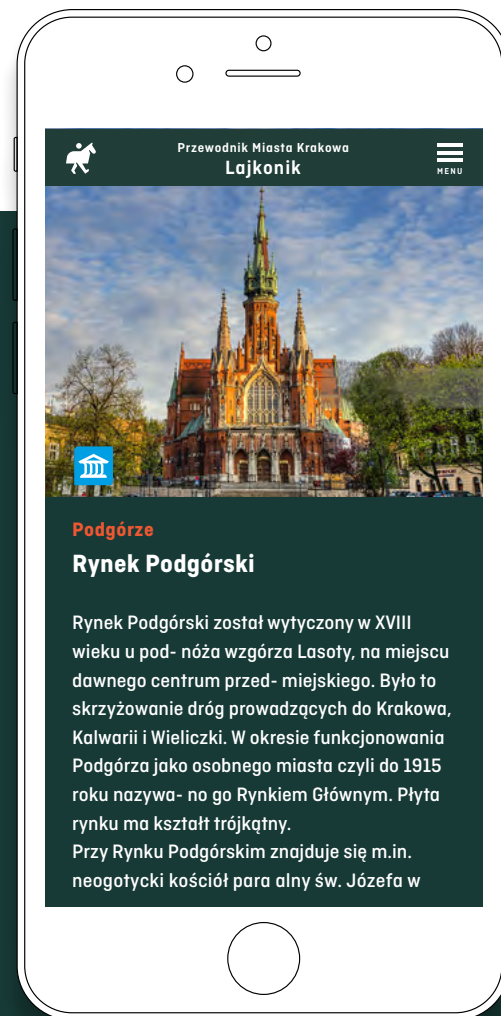 Przewodnik Miasta Krakowa
Lajkonik
MENU
Podgórze
Rynek Podgórski
Rynek Podgórski został wytyczony w XVIII
wieku u pod- nóża wzgórza Lasoty, na miejscu
dawnego centrum przed- miejskiego. Było to
skrzyżowanie dróg prowadzących do Krakowa,
Kalwarii i Wieliczki. W okresie funkcjonowania
Podgórza jako osobnego miasta czyli do 1915
roku nazywa- no go Rynkiem Głównym. Płyta
rynku ma kształt trójkątny.
Przy Rynku Podgórskim znajduje się m.in.
neogotycki kościół para alny św. Józefa w